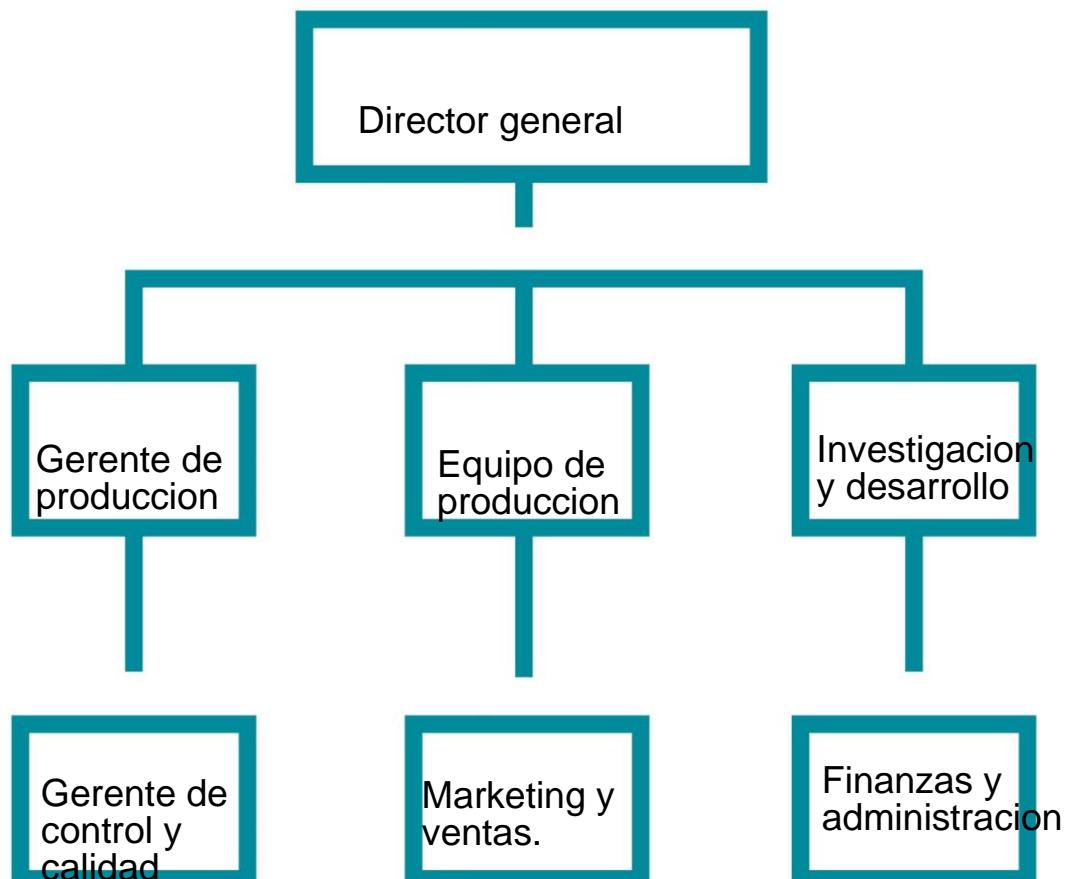 Director general
Gerente de
produccion
Equipo de
produccion
Investigacion
y desarrollo
Gerente de
control y
calidad
Marketing y
ventas.
Finanzas y
administracion